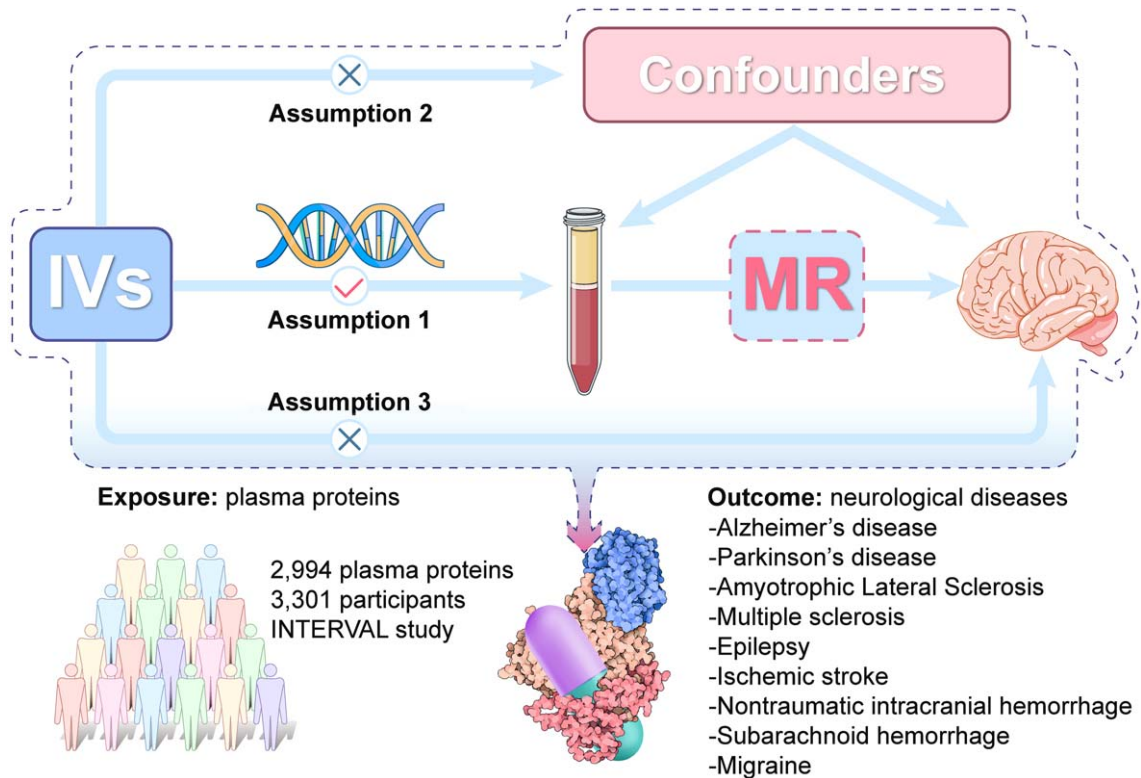 Confounders
Assumption 2
IVs
Assumption 1
MR
Assumption 3
Exposure: plasma proteins
2,994 plasma proteins
3,301 participants
INTERVAL study
Outcome: neurological diseases
-Alzheimer’s disease
-Parkinson’s disease
-Amyotrophic Lateral Sclerosis
-Multiple sclerosis
-Epilepsy
-Ischemic stroke
-Nontraumatic intracranial hemorrhage
-Subarachnoid hemorrhage
-Migraine